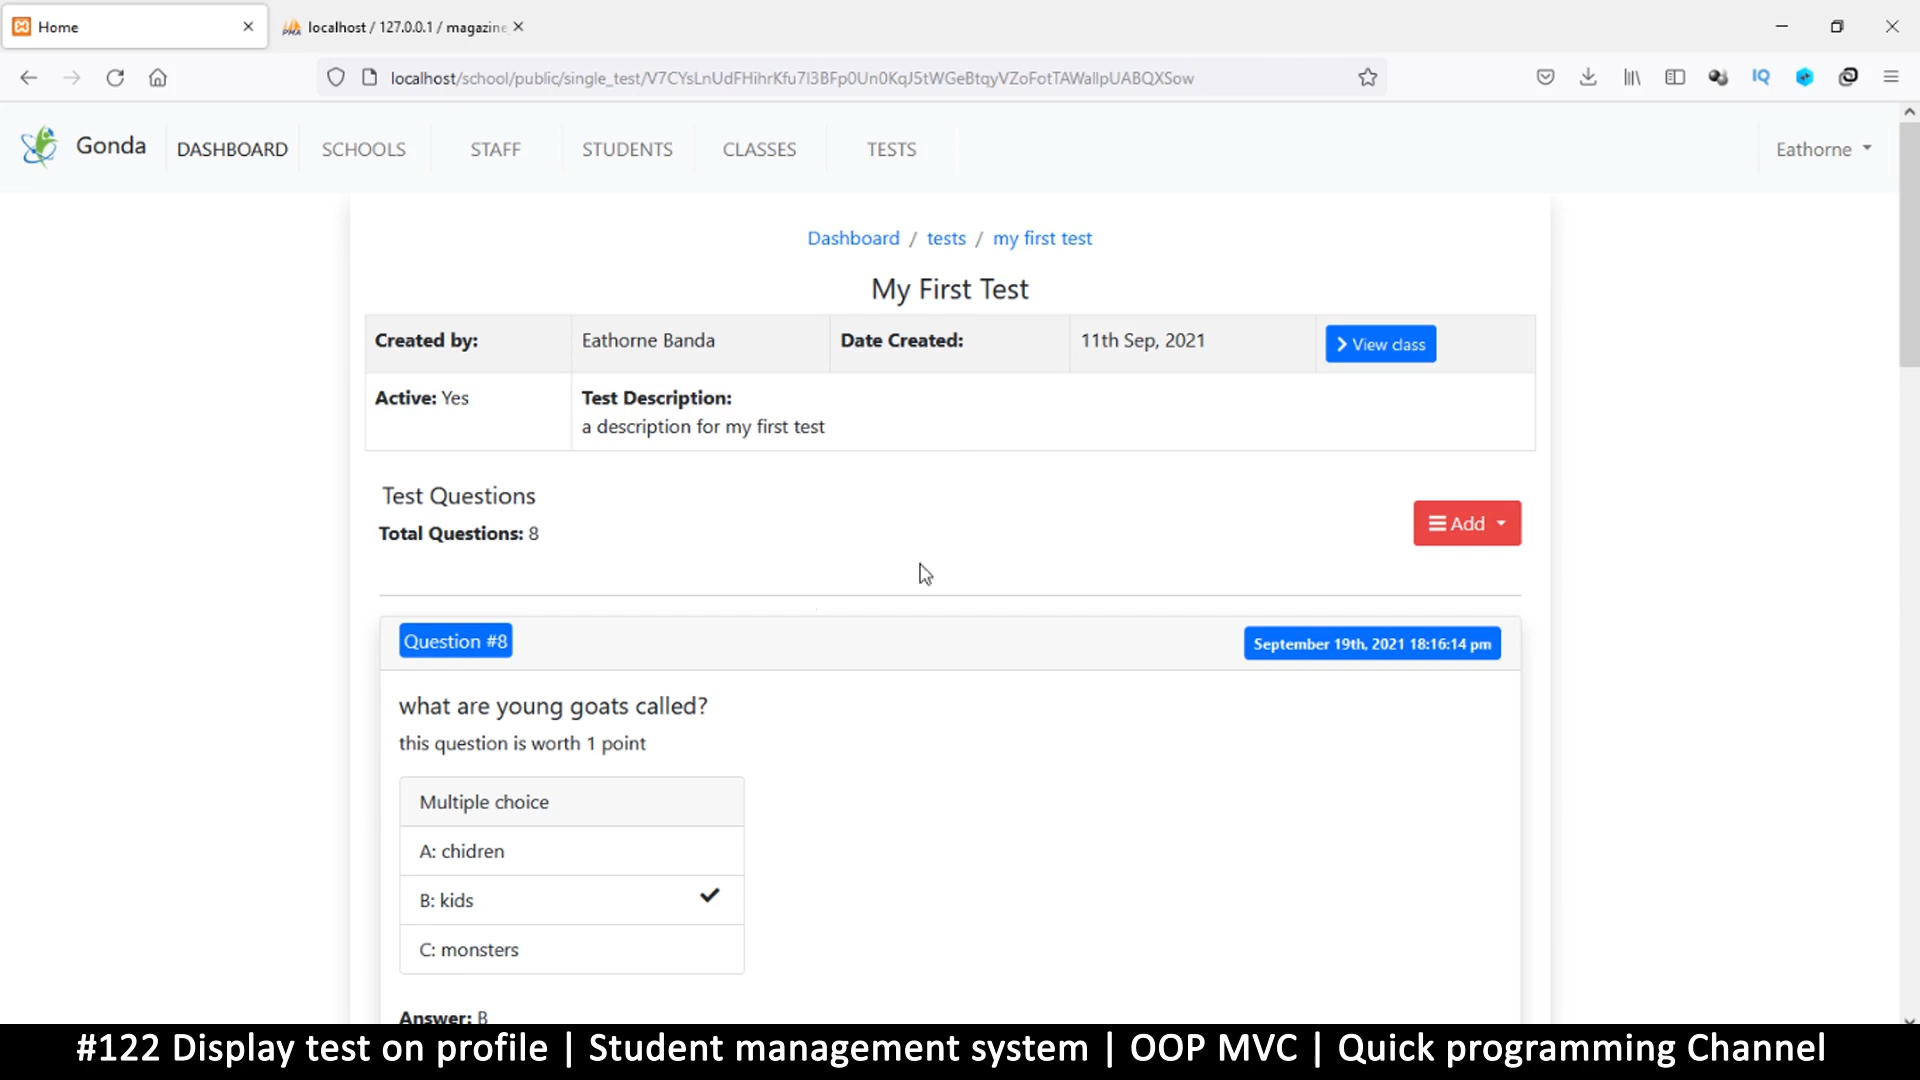 Home
localhost / 127.0.0.1 / magazine
localhost/school/public/single_test/V7CYsLnUdFHihrKfu7l3BFp0Un0KqJ5tWGeBtqyVZoFotTAWallpUABQXSow
IQ
Gonda
DASHBOARD
SCHOOLS
STAFF
STUDENTS
CLASSES
TESTS
Eathorne
Dashboard / tests / my first test
My First Test
Created by: Eathorne Banda Date Created: 11th Sep, 2021 View class
Active: Yes
Test Description:
a description for my first test
Test Questions
Total Questions: 8
Add
Question #8
September 19th, 2021 18:16:14 pm
what are young goats called?
this question is worth 1 point
Multiple choice
A: chidren
B: kids
C: monsters
Answer: B
#122 Display test on profile | Student management system | OOP MVC | Quick programming Channel